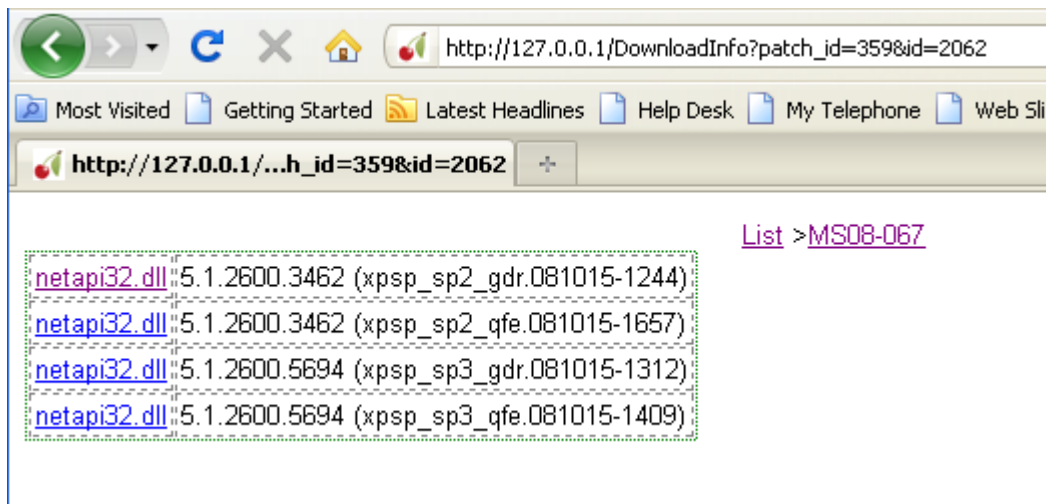 http://127.0.0.1/DownloadInfo?patch_id=359&id=2062
Most Visited Getting Started Latest Headlines Help Desk My Telephone Web Sli
http://127.0.0.1/...h_id=359&id=2062
List >MS08-067
netapi32.dll 5.1.2600.3462 (xpsp_sp2_gdr.081015-1244)
netapi32.dll 5.1.2600.3462 (xpsp_sp2_qfe.081015-1657)
netapi32.dll 5.1.2600.5694 (xpsp_sp3_gdr.081015-1312)
netapi32.dll 5.1.2600.5694 (xpsp_sp3_qfe.081015-1409)